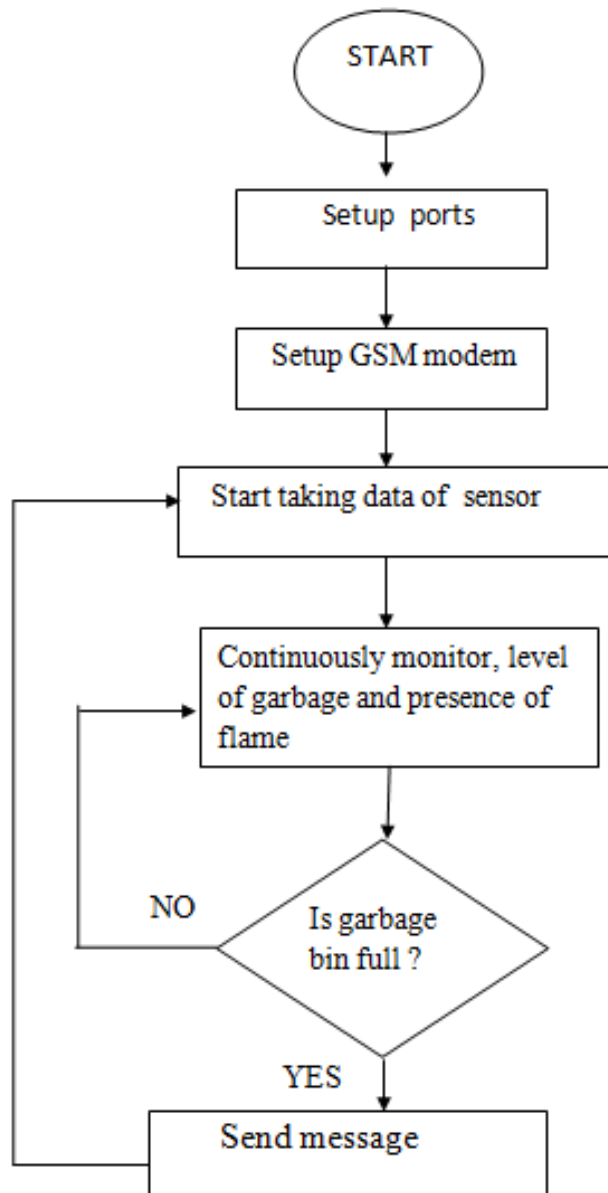 START
Setup ports
Setup GSM modem
Start taking data of sensor
Continuously monitor, level
of garbage and presence of
flame
NO
Is garbage
bin full ?
YES
Send message